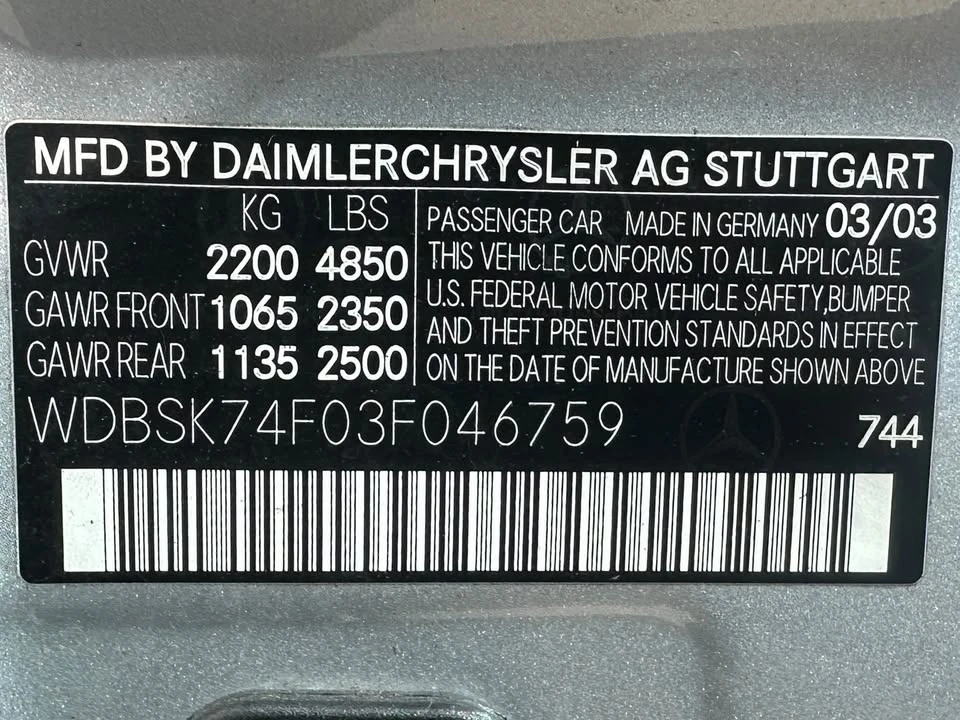 MFD BY DAIMLERCHRYSLER AG STUTTGART
KG LBS
GVWR 2200 4850
GAWR FRONT 1065 2350
GAWR REAR 1135 2500
PASSENGER CAR MADE IN GERMANY 03/03
THIS VEHICLE CONFORMS TO ALL APPLICABLE
U.S. FEDERAL MOTOR VEHICLE SAFETY,BUMPER
AND THEFT PREVENTION STANDARDS IN EFFECT
ON THE DATE OF MANUFACTURE SHOWN ABOVE
WDBSK74F03F046759 744